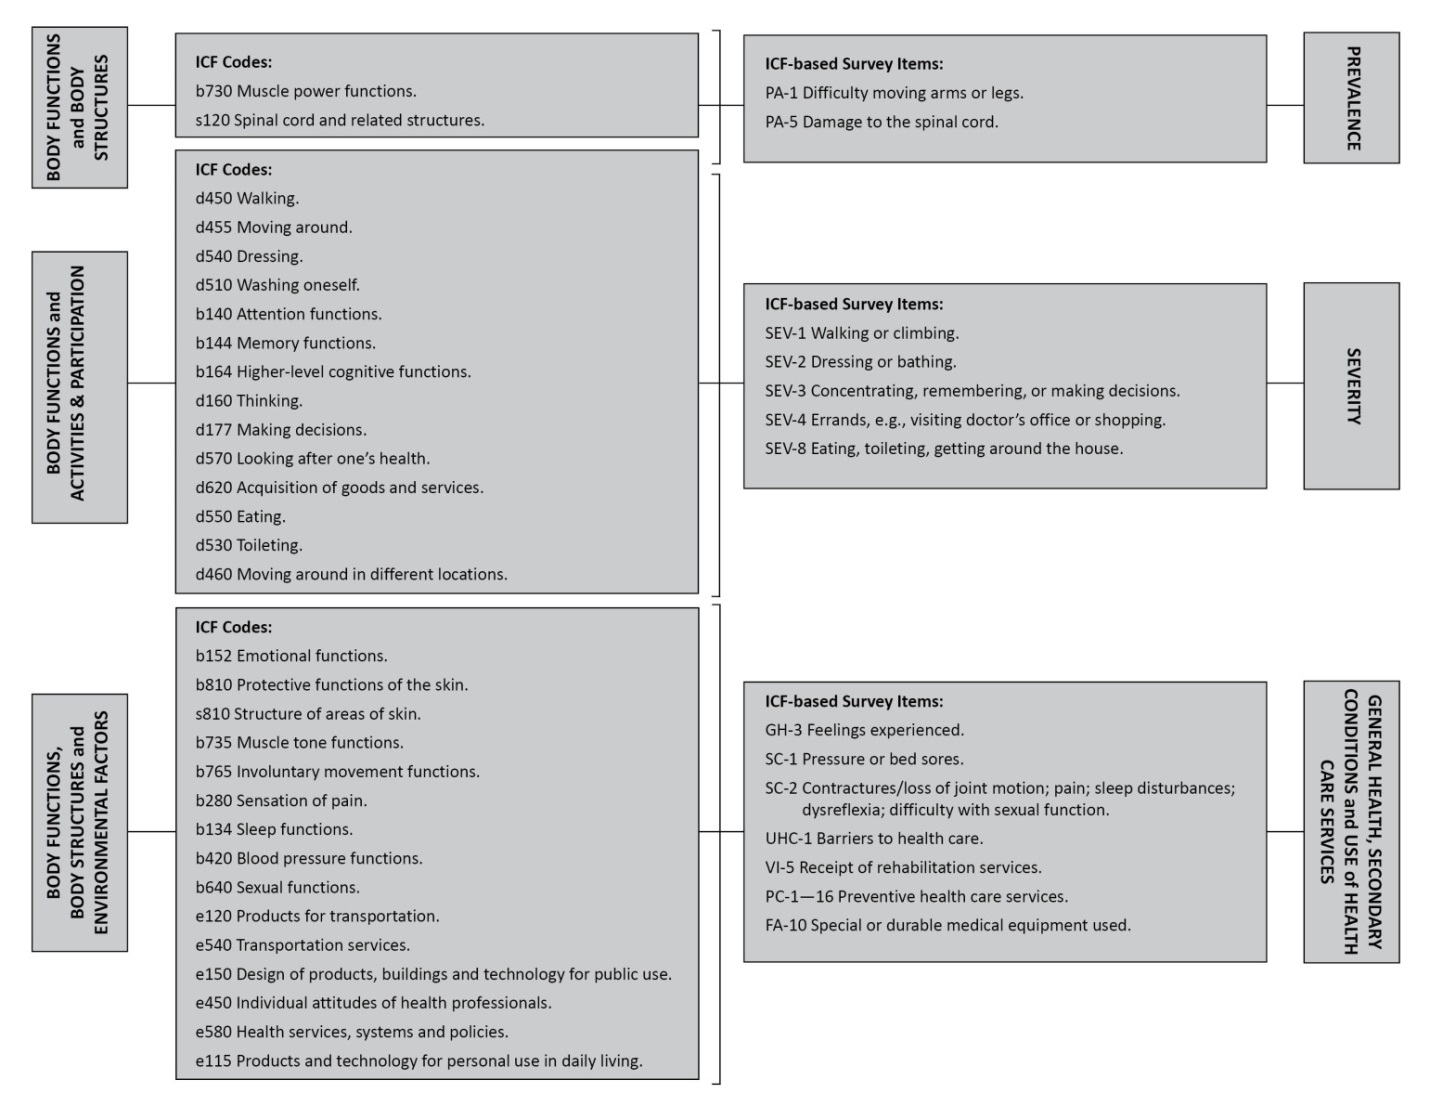 BODY FUNCTIONS
and BODY
STRUCTURES
ICF Codes:
b730 Muscle power functions.
s120 Spinal cord and related structures.
ICF-based Survey Items:
PA-1 Difficulty moving arms or legs.
PA-5 Damage to the spinal cord.
PREVALENCE
BODY FUNCTIONS and
ACTIVITIES & PARTICIPATION
ICF Codes:
d450 Walking.
d455 Moving around.
d540 Dressing.
d510 Washing oneself.
b140 Attention functions.
b144 Memory functions.
b164 Higher-level cognitive functions.
d160 Thinking.
d177 Making decisions.
d570 Looking after one’s health.
d620 Acquisition of goods and services.
d550 Eating.
d530 Toileting.
d460 Moving around in different locations.
ICF-based Survey Items:
SEV-1 Walking or climbing.
SEV-2 Dressing or bathing.
SEV-3 Concentrating, remembering, or making decisions.
SEV-4 Errands, e.g., visiting doctor’s office or shopping.
SEV-8 Eating, toileting, getting around the house.
SEVERITY
BODY FUNCTIONS,
BODY STRUCTURES and
ENVIRONMENTAL FACTORS
ICF Codes:
b152 Emotional functions.
b810 Protective functions of the skin.
s810 Structure of areas of skin.
b735 Muscle tone functions.
b765 Involuntary movement functions.
b280 Sensation of pain.
b134 Sleep functions.
b420 Blood pressure functions.
b640 Sexual functions.
e120 Products for transportation.
e540 Transportation services.
e150 Design of products, buildings and technology for public use.
e450 Individual attitudes of health professionals.
e580 Health services, systems and policies.
e115 Products and technology for personal use in daily living.
ICF-based Survey Items:
GH-3 Feelings experienced.
SC-1 Pressure or bed sores.
SC-2 Contractures/loss of joint motion; pain; sleep disturbances;
dysreflexia; difficulty with sexual function.
UHC-1 Barriers to health care.
VI-5 Receipt of rehabilitation services.
PC-1—16 Preventive health care services.
FA-10 Special or durable medical equipment used.
GENERAL HEALTH, SECONDARY
CONDITIONS and USE of HEALTH
CARE SERVICES